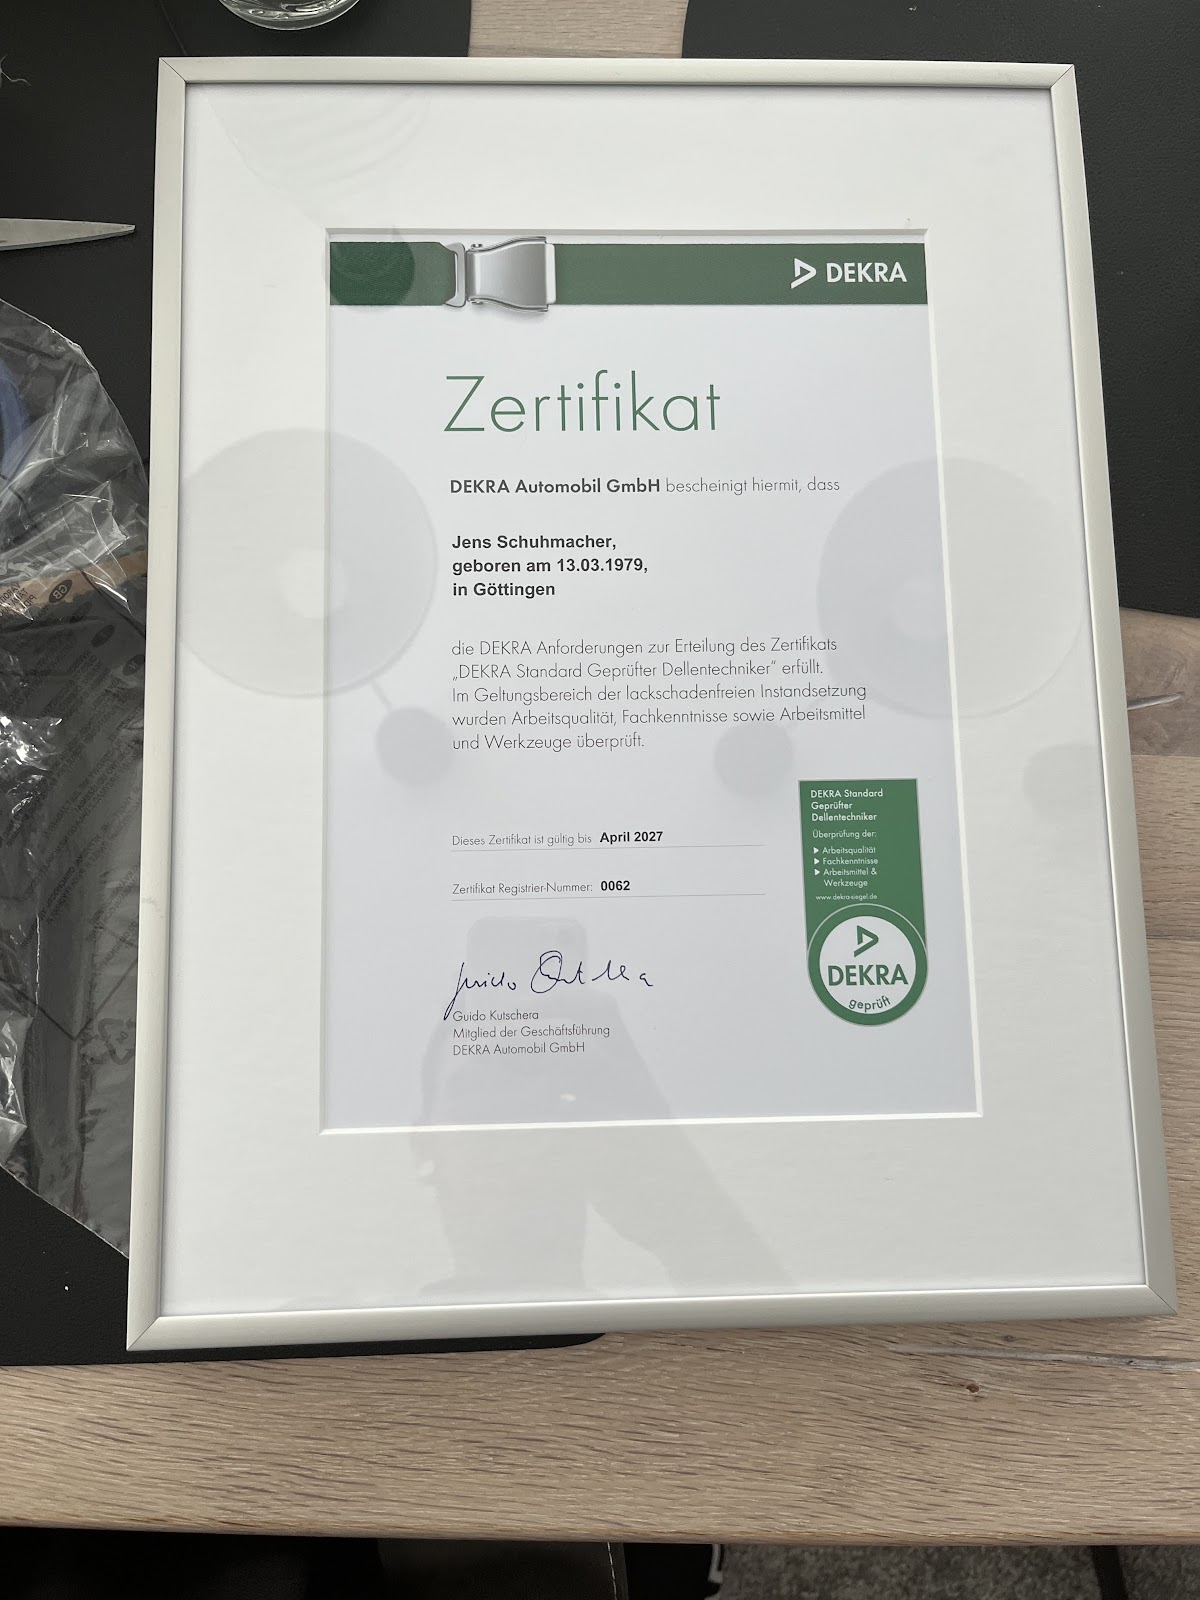 DEKRA
Zertifikat
DEKRA Automobil GmbH bescheinigt hiermit, dass
Jens Schuhmacher,
geboren am 13.03.1979,
in Göttingen
die DEKRA Anforderungen zur Erteilung des Zertifikats
„DEKRA Standard Geprüfter Dellentechniker“ erfüllt.
Im Geltungsbereich der lackschadenfreien Instandsetzung
wurden Arbeitsqualität, Fachkenntnisse sowie Arbeitsmittel
und Werkzeuge überprüft.
DEKRA Standard
Geprüfter
Dellentechniker
Überprüfung der:
Arbeitsqualität
Fachkenntnisse
Arbeitsmittel &
Werkzeuge
www.dekra-siegel.de
DEKRA
geprüft
Dieses Zertifikat ist gültig bis April 2027
Zertifikat Registrier-Nummer: 0062
Guido Kutschera
Mitglied der Geschäftsführung
DEKRA Automobil GmbH